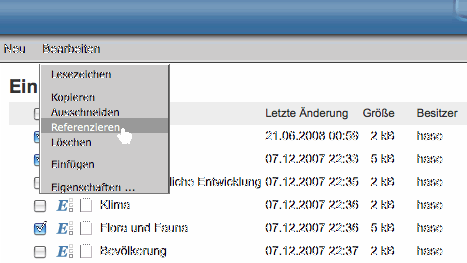 Neu Bearbeiten
Ein
Lesezeichen
Kopieren
Ausschneiden
Referenzieren
Löschen
Einfügen
Eigenschaften ...
Letzte Änderung Größe Besitzer
21.06.2008 00:56 2 kB hase
07.12.2007 22:33 5 kB hase
liche Entwicklung 07.12.2007 22:35 2 kB hase
Klima 07.12.2007 22:36 2 kB hase
Flora und Fauna 07.12.2007 22:36 5 kB hase
Bevölkerung 07.12.2007 22:37 2 kB hase